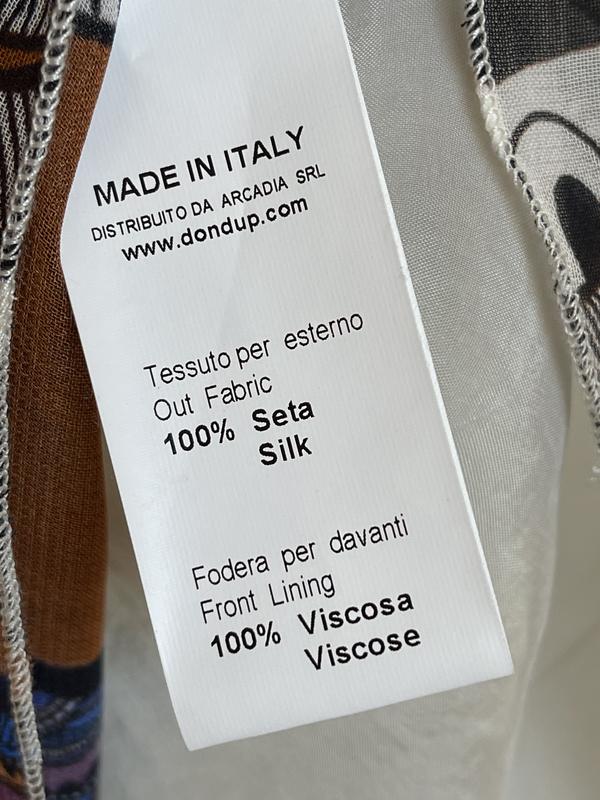 MADE IN ITALY
DISTRIBUITO DA ARCADIA SRL
www.dondup.com
Tessuto per esterno
Out Fabric
100% Seta
Silk
Fodera per davanti
Front Lining
100% Viscosa
Viscose